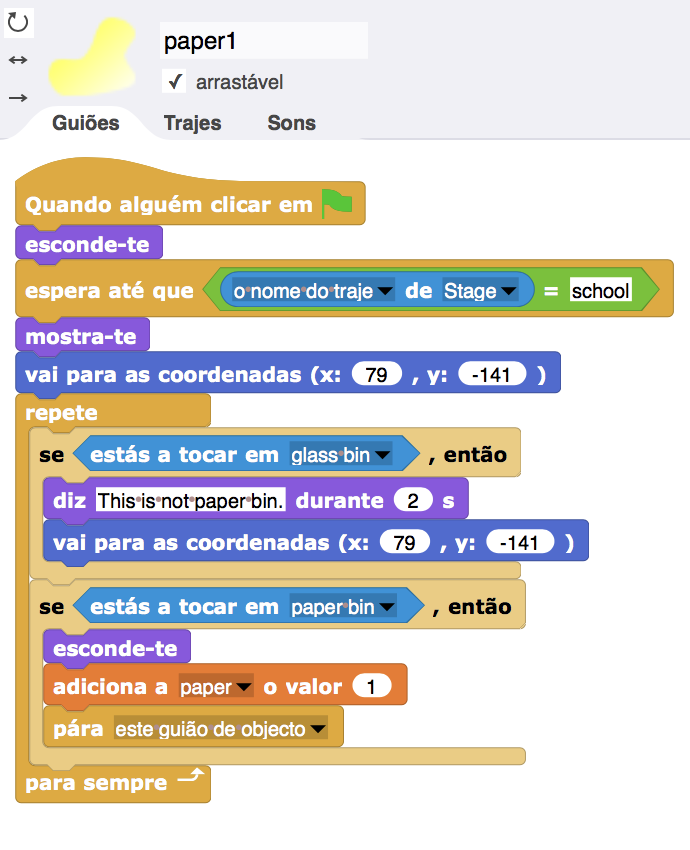 paper1
arrastável
Guiões Trajes Sons
Quando alguém clicar em
esconde-te
espera até que o nome do traje de Stage = school
mostra-te
vai para as coordenadas (x: 79 , y: -141 )
repete
se estás a tocar em glass bin , então
diz This is not paper bin. durante 2 s
vai para as coordenadas (x: 79 , y: -141 )
se estás a tocar em paper bin , então
esconde-te
adiciona a paper o valor 1
pára este guião de objecto
para sempre